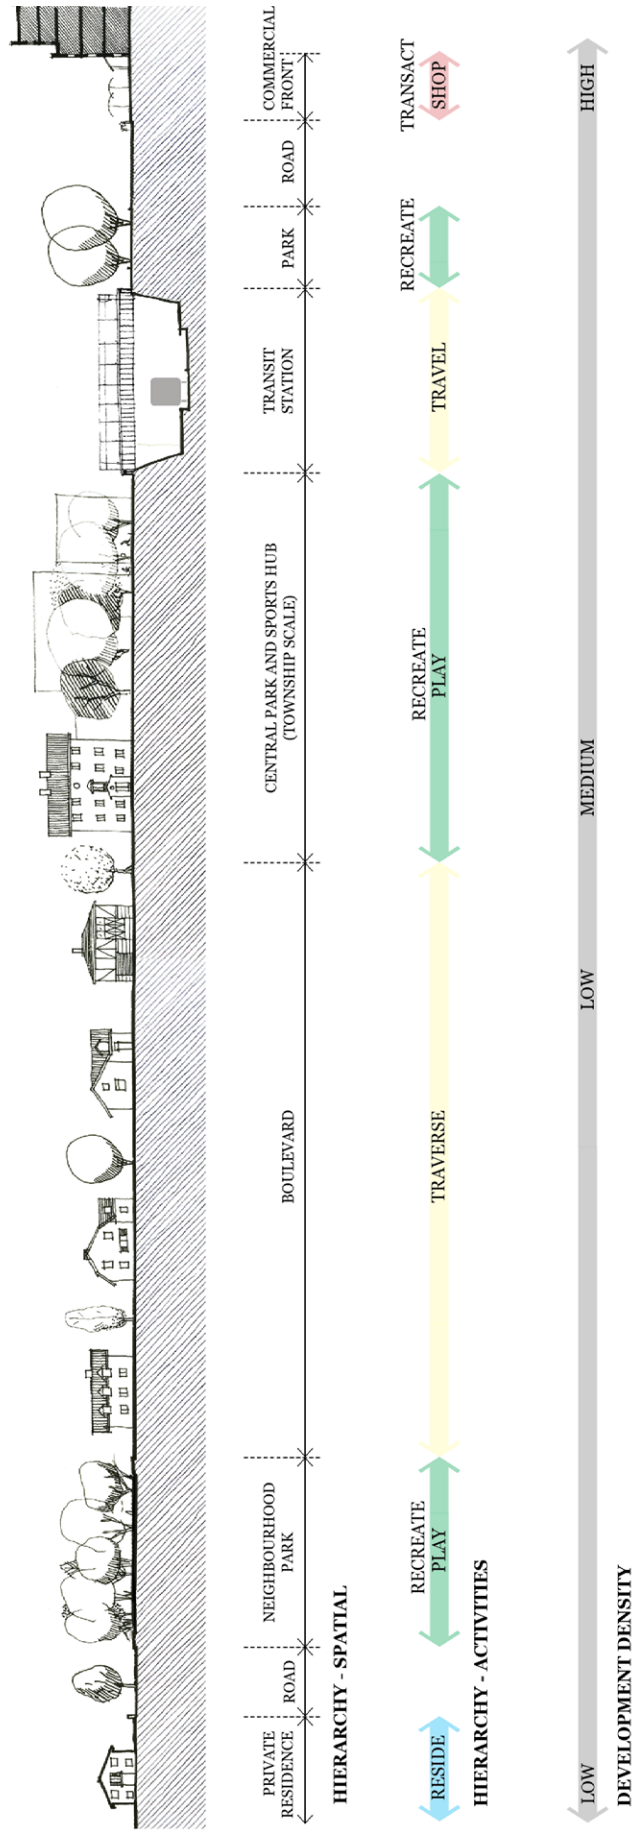 PRIVATE
RESIDENCE
ROAD
NEIGHBOURHOOD
PARK
BOULEVARD
CENTRAL PARK AND SPORTS HUB
(TOWNSHIP SCALE)
TRANSIT
STATION
PARK
ROAD
COMMERCIAL
FRONT
HIERARCHY - SPATIAL
RESIDE
RECREATE
PLAY
TRAVERSE
RECREATE
PLAY
TRAVEL
RECREATE
TRANSACT
SHOP
HIERARCHY - ACTIVITIES
LOW
LOW
MEDIUM
HIGH
DEVELOPMENT DENSITY